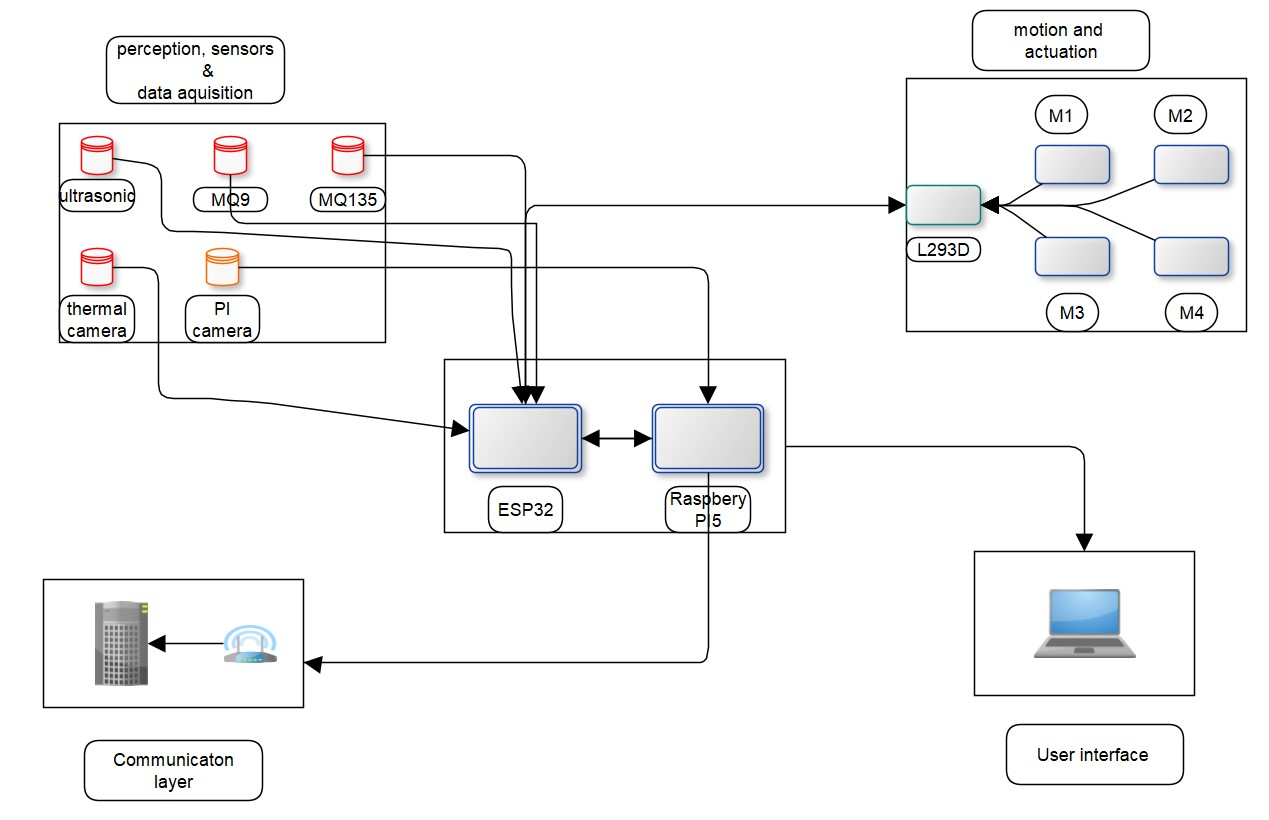 perception, sensors
&
data aquisition
motion and
actuation
M1
M2
ultrasonic
MQ9
MQ135
L293D
thermal
camera
PI
camera
M3
M4
ESP32
Raspbery
PI5
Communicaton
layer
User interface